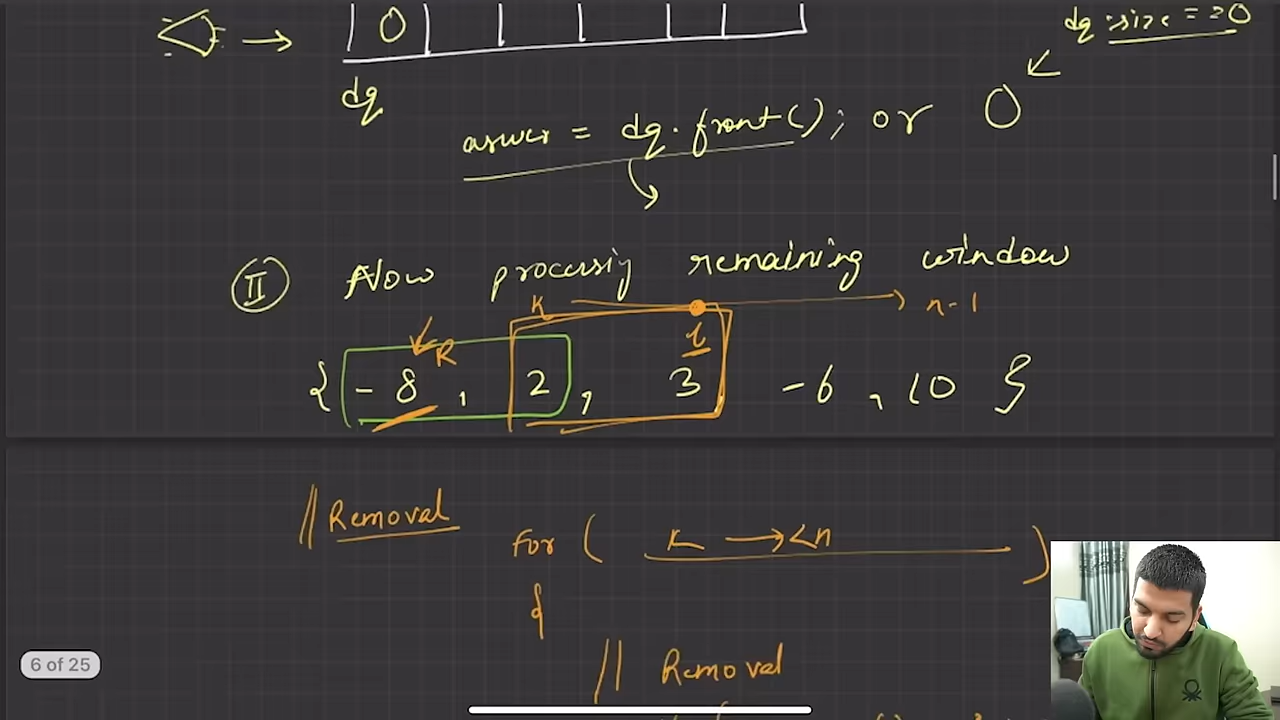 0
dq.size = = 0
dq
answer = dq.front(); or 0
II Now processig remaining window
K → n-1
R i
{ -8, 2, 3 -6, 10 }
// Removal
for ( K → <n )
{
6 of 25
// Removal